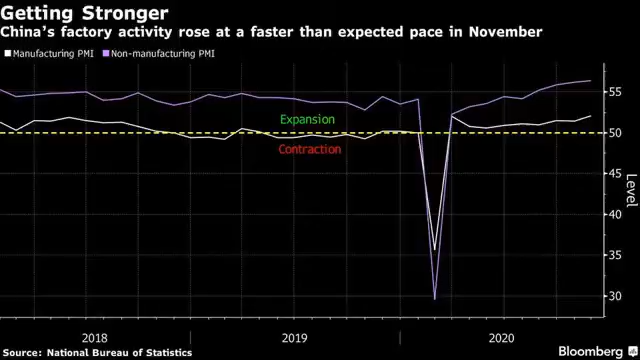 Getting Stronger
China's factory activity rose at a faster than expected pace in November
Manufacturing PMI Non-manufacturing PMI
55
Expansion
50
Contraction
45
Level
40
35
30
2018 2019 2020
Source: National Bureau of Statistics
Bloomberg